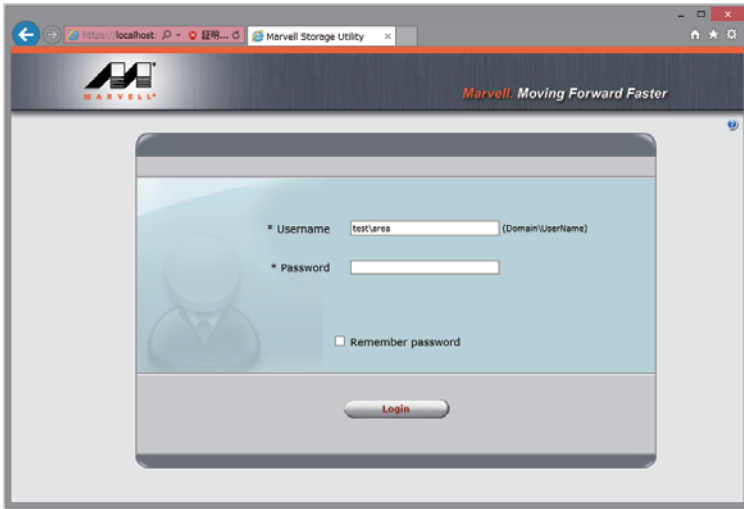 https://localhost: 証明...
Marvell Storage Utility
MARVELL®
Marvell. Moving Forward Faster
* Username test\area (Domain\UserName)
* Password
Remember password
Login